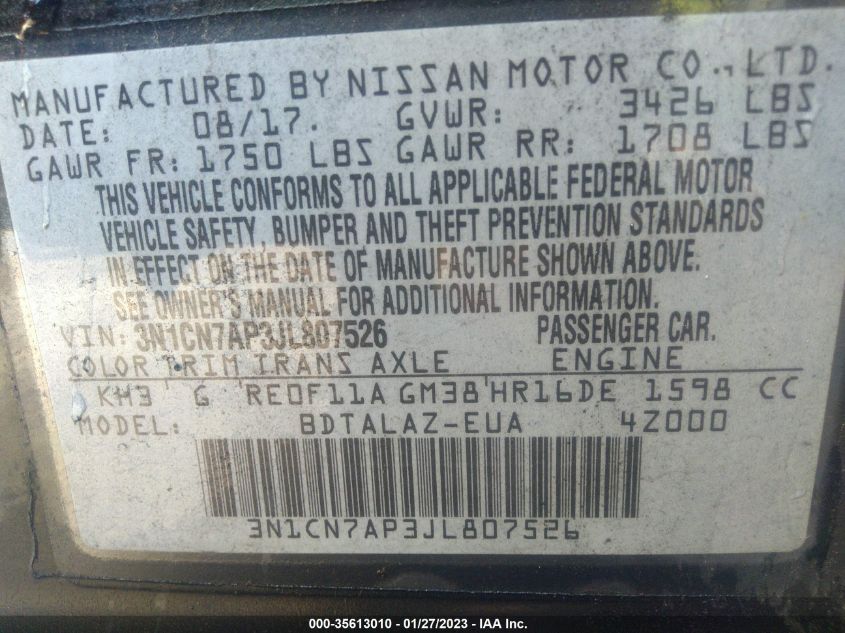 MANUFACTURED BY NISSAN MOTOR CO., LTD.
DATE: 08/17. GVWR: 3426 LBS
GAWR FR: 1750 LBS GAWR RR: 1708 LBS
THIS VEHICLE CONFORMS TO ALL APPLICABLE FEDERAL MOTOR
VEHICLE SAFETY, BUMPER AND THEFT PREVENTION STANDARDS
IN EFFECT ON THE DATE OF MANUFACTURE SHOWN ABOVE.
SEE OWNER'S MANUAL FOR ADDITIONAL INFORMATION.
VIN: 3N1CN7AP3JL807526 PASSENGER CAR.
COLOR TRIM TRANS AXLE ENGINE
KH3 G RE0F11A GM38 HR16DE 1598 CC
MODEL: BDTALAZ-EUA 4Z000
3N1CN7AP3JL807526
000-35613010 - 01/27/2023 - IAA Inc.